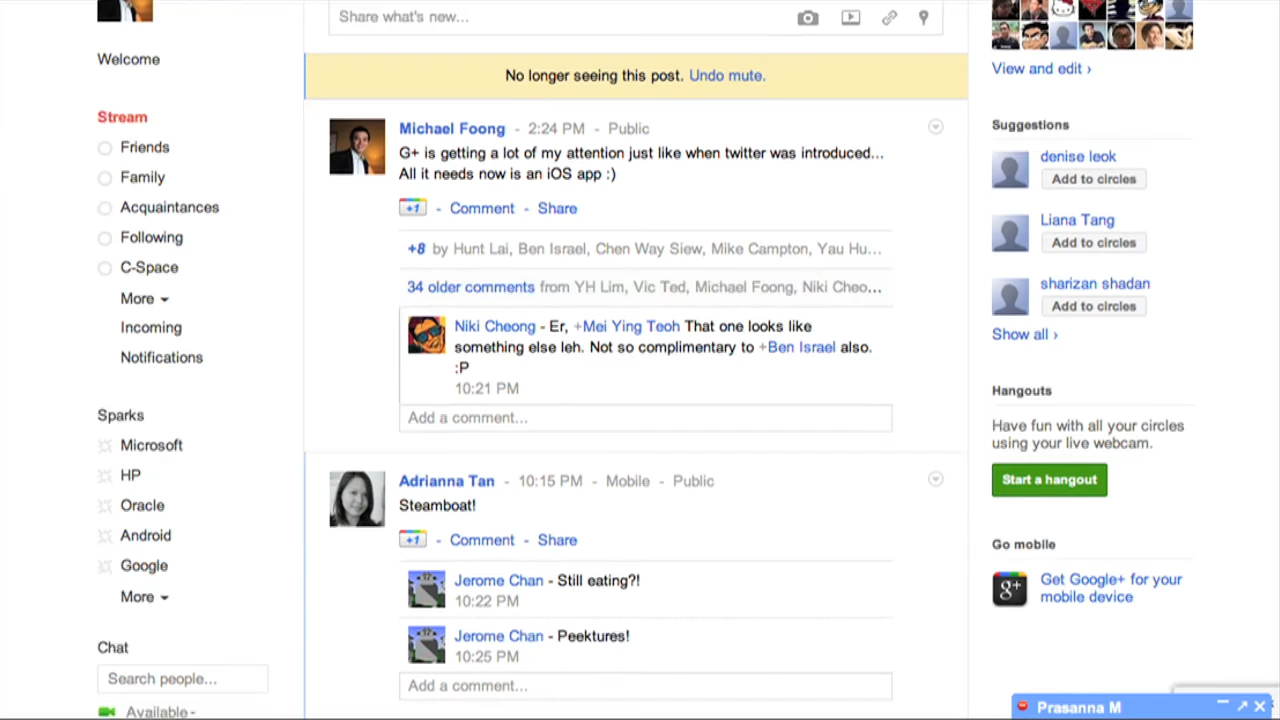 Share what's new...
Welcome
Stream
Friends
Family
Acquaintances
Following
C-Space
More
Incoming
Notifications
Sparks
Microsoft
HP
Oracle
Android
Google
More
Chat
Search people...
Available
No longer seeing this post. Undo mute.
Michael Foong - 2:24 PM - Public
G+ is getting a lot of my attention just like when twitter was introduced...
All it needs now is an iOS app :)
+1 - Comment - Share
+8 by Hunt Lai, Ben Israel, Chen Way Siew, Mike Campton, Yau Hu...
34 older comments from YH Lim, Vic Ted, Michael Foong, Niki Cheo...
Niki Cheong - Er, +Mei Ying Teoh That one looks like
something else leh. Not so complimentary to +Ben Israel also.
:P
10:21 PM
Add a comment...
Adrianna Tan - 10:15 PM - Mobile - Public
Steamboat!
+1 - Comment - Share
Jerome Chan - Still eating?!
10:22 PM
Jerome Chan - Peektures!
10:25 PM
Add a comment...
View and edit ›
Suggestions
denise leok
Add to circles
Liana Tang
Add to circles
sharizan shadan
Add to circles
Show all ›
Hangouts
Have fun with all your circles
using your live webcam.
Start a hangout
Go mobile
g+
Get Google+ for your
mobile device
Prasanna M